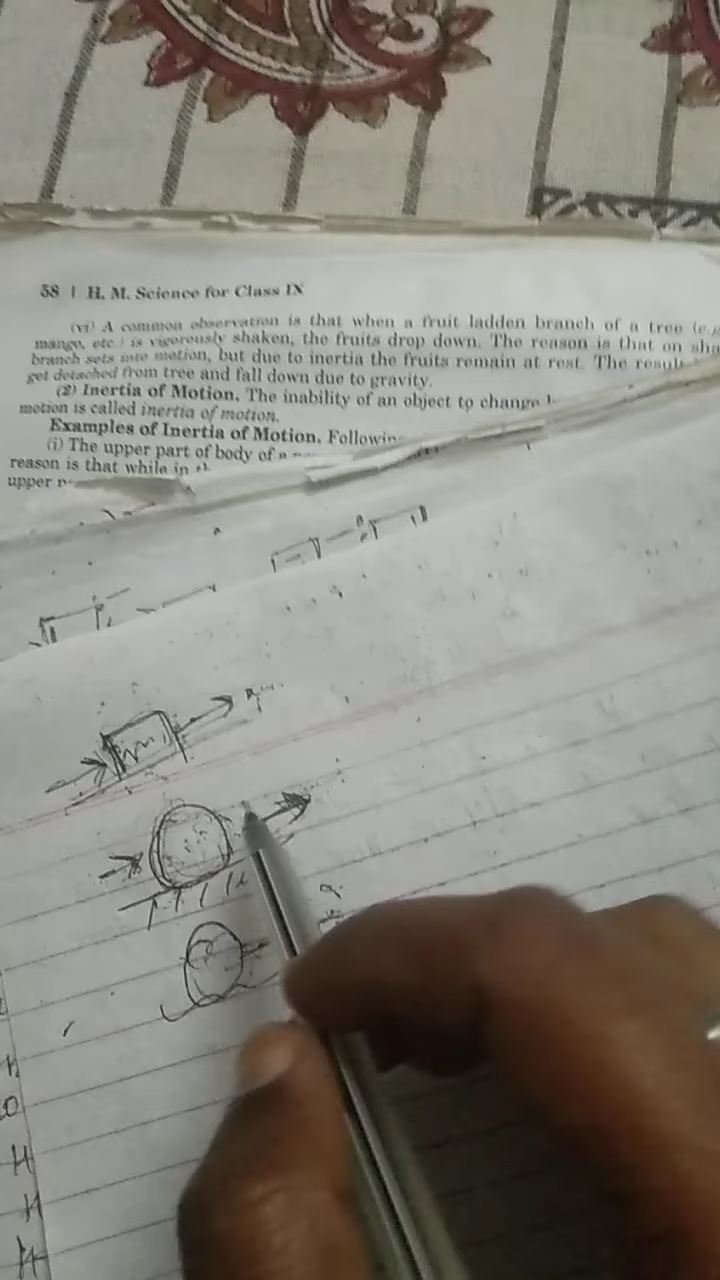 58 | H. M. Science for Class IX
(vi) A common observation is that when a fruit ladden branch of a tree
mango, etc.) is vigorously shaken, the fruits drop down. The reason is that on
branch sets into motion, but due to inertia the fruits remain at rest. The
get detached from tree and fall down due to gravity.
(2) Inertia of Motion. The inability of an object to change
motion is called inertia of motion.
Examples of Inertia of Motion.
(i) The upper part of body of a
reason is that while in
upper
m